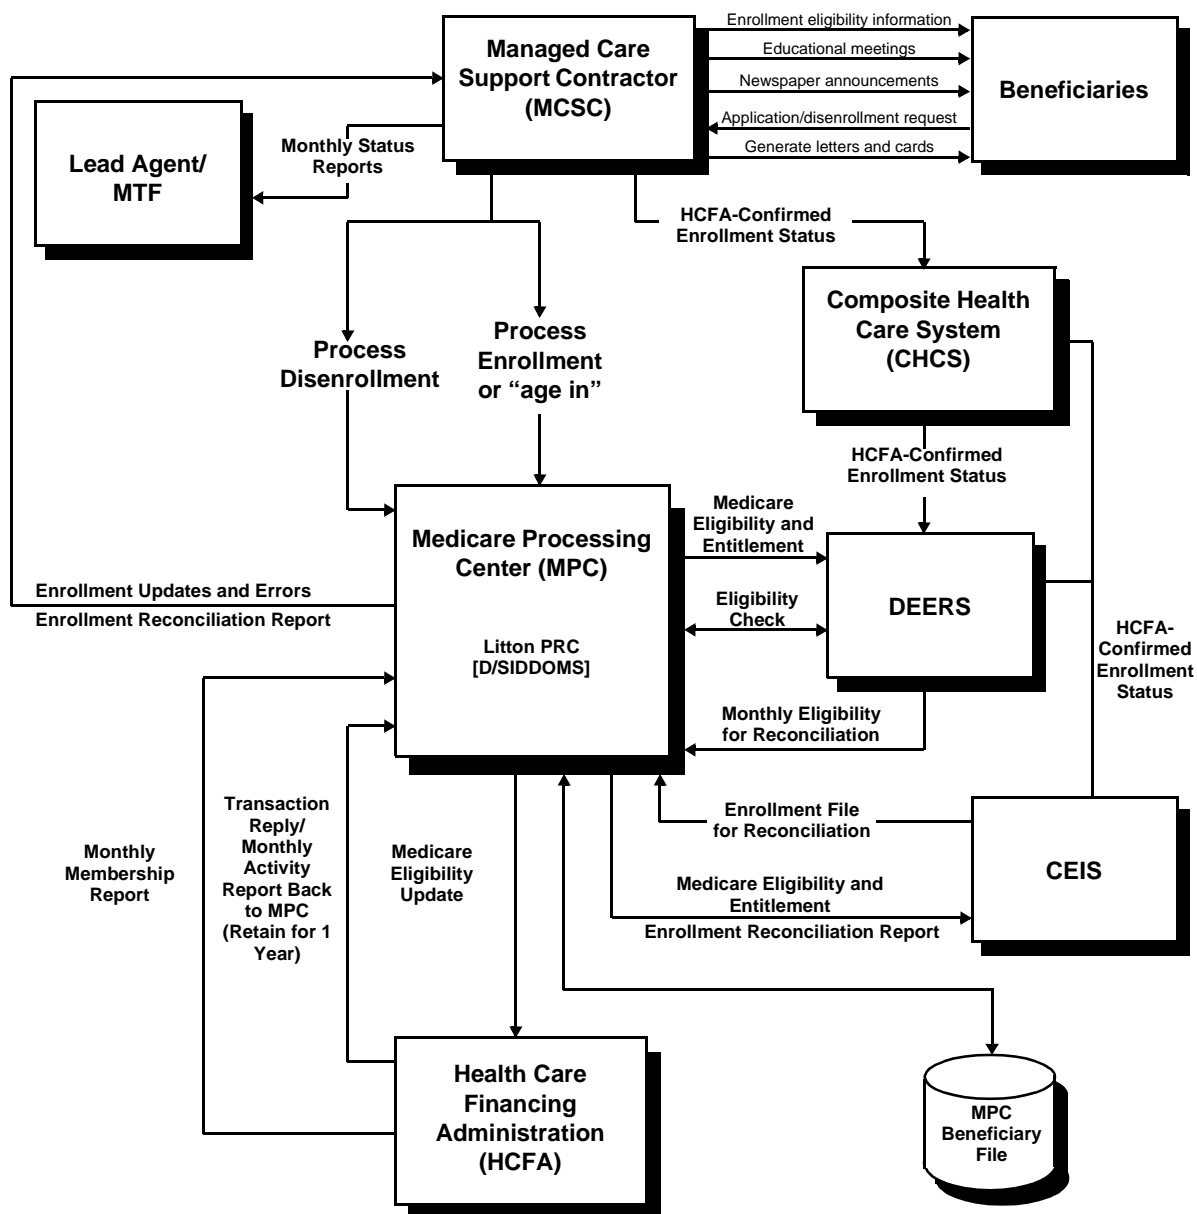 Enrollment eligibility information
Managed Care
Support Contractor
(MCSC)
Educational meetings
Newspaper announcements
Application/disenrollment request
Generate letters and cards
Beneficiaries
Lead Agent/
MTF
Monthly Status
Reports
HCFA-Confirmed
Enrollment Status
Composite Health
Care System
(CHCS)
Process
Disenrollment
Process
Enrollment
or “age in”
HCFA-Confirmed
Enrollment Status
Medicare Processing
Center (MPC)
Litton PRC
[D/SIDDOMS]
Medicare
Eligibility and
Entitlement
Eligibility
Check
DEERS
Enrollment Updates and Errors
Enrollment Reconciliation Report
HCFA-
Confirmed
Enrollment
Status
Monthly Eligibility
for Reconciliation
Monthly
Membership
Report
Transaction
Reply/
Monthly
Activity
Report Back
to MPC
(Retain for 1
Year)
Medicare
Eligibility
Update
Enrollment File
for Reconciliation
CEIS
Medicare Eligibility and
Entitlement
Enrollment Reconciliation Report
Health Care
Financing
Administration
(HCFA)
MPC
Beneficiary
File